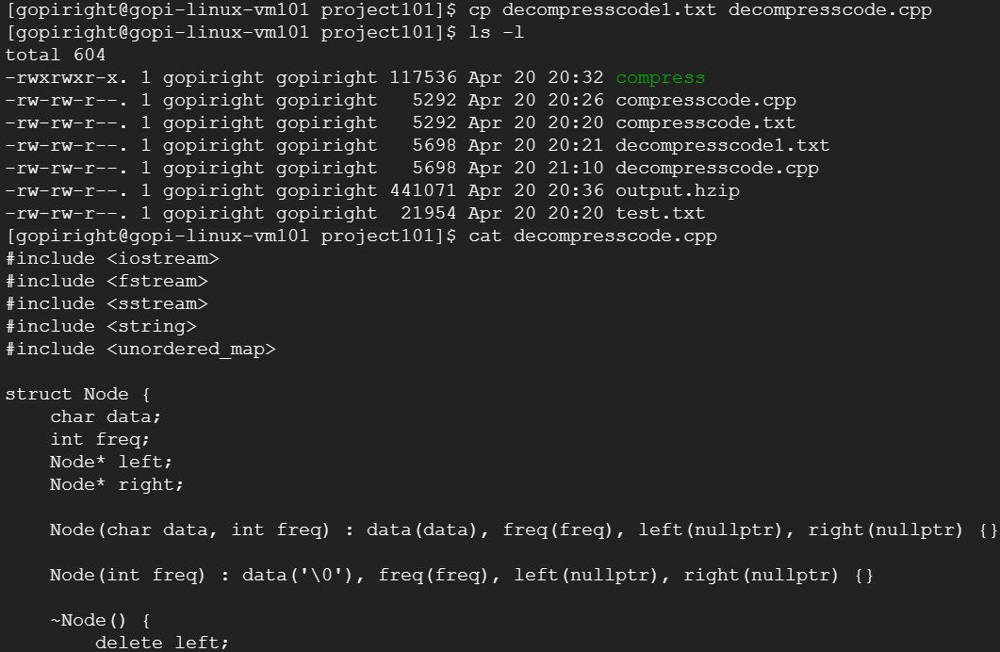 [gopiright@gopi-linux-vm101 project101]$ cp decompresscode1.txt decompresscode.cpp
[gopiright@gopi-linux-vm101 project101]$ ls -l
total 604
-rwxrwxr-x. 1 gopiright gopiright 117536 Apr 20 20:32 compress
-rw-rw-r--. 1 gopiright gopiright   5292 Apr 20 20:26 compresscode.cpp
-rw-rw-r--. 1 gopiright gopiright   5292 Apr 20 20:20 compresscode.txt
-rw-rw-r--. 1 gopiright gopiright   5698 Apr 20 20:21 decompresscode1.txt
-rw-rw-r--. 1 gopiright gopiright   5698 Apr 20 21:10 decompresscode.cpp
-rw-rw-r--. 1 gopiright gopiright 441071 Apr 20 20:36 output.hzip
-rw-rw-r--. 1 gopiright gopiright  21954 Apr 20 20:20 test.txt
[gopiright@gopi-linux-vm101 project101]$ cat decompresscode.cpp
#include <iostream>
#include <fstream>
#include <sstream>
#include <string>
#include <unordered_map>

struct Node {
    char data;
    int freq;
    Node* left;
    Node* right;

    Node(char data, int freq) : data(data), freq(freq), left(nullptr), right(nullptr) {}

    Node(int freq) : data('\0'), freq(freq), left(nullptr), right(nullptr) {}

    ~Node() {
        delete left;